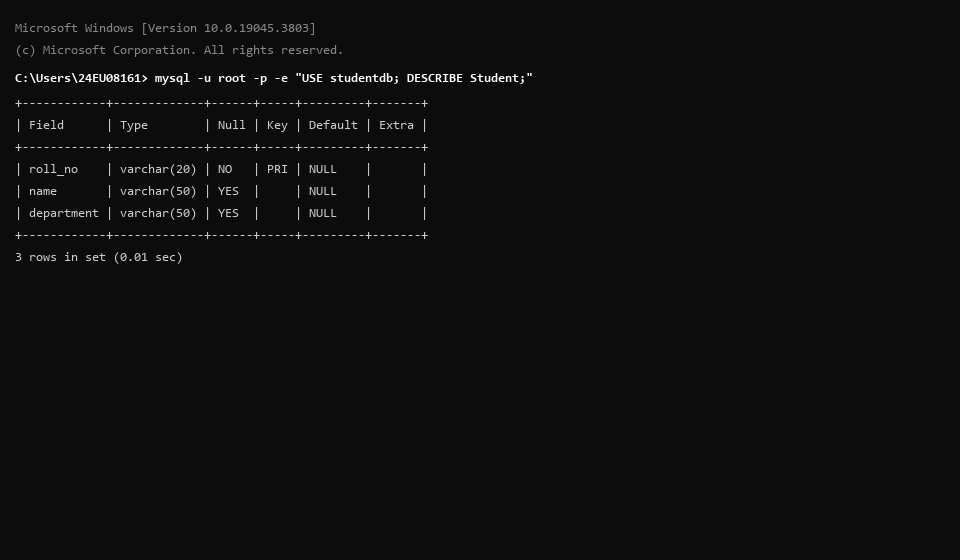 Microsoft Windows [Version 10.0.19045.3803]
(c) Microsoft Corporation. All rights reserved.
C:\Users\24EU08161> mysql -u root -p -e "USE studentdb; DESCRIBE Student;"
+------------+-------------+------+-----+---------+-------+
| Field      | Type        | Null | Key | Default | Extra |
+------------+-------------+------+-----+---------+-------+
| roll_no    | varchar(20) | NO   | PRI | NULL    |       |
| name       | varchar(50) | YES  |     | NULL    |       |
| department | varchar(50) | YES  |     | NULL    |       |
+------------+-------------+------+-----+---------+-------+
3 rows in set (0.01 sec)